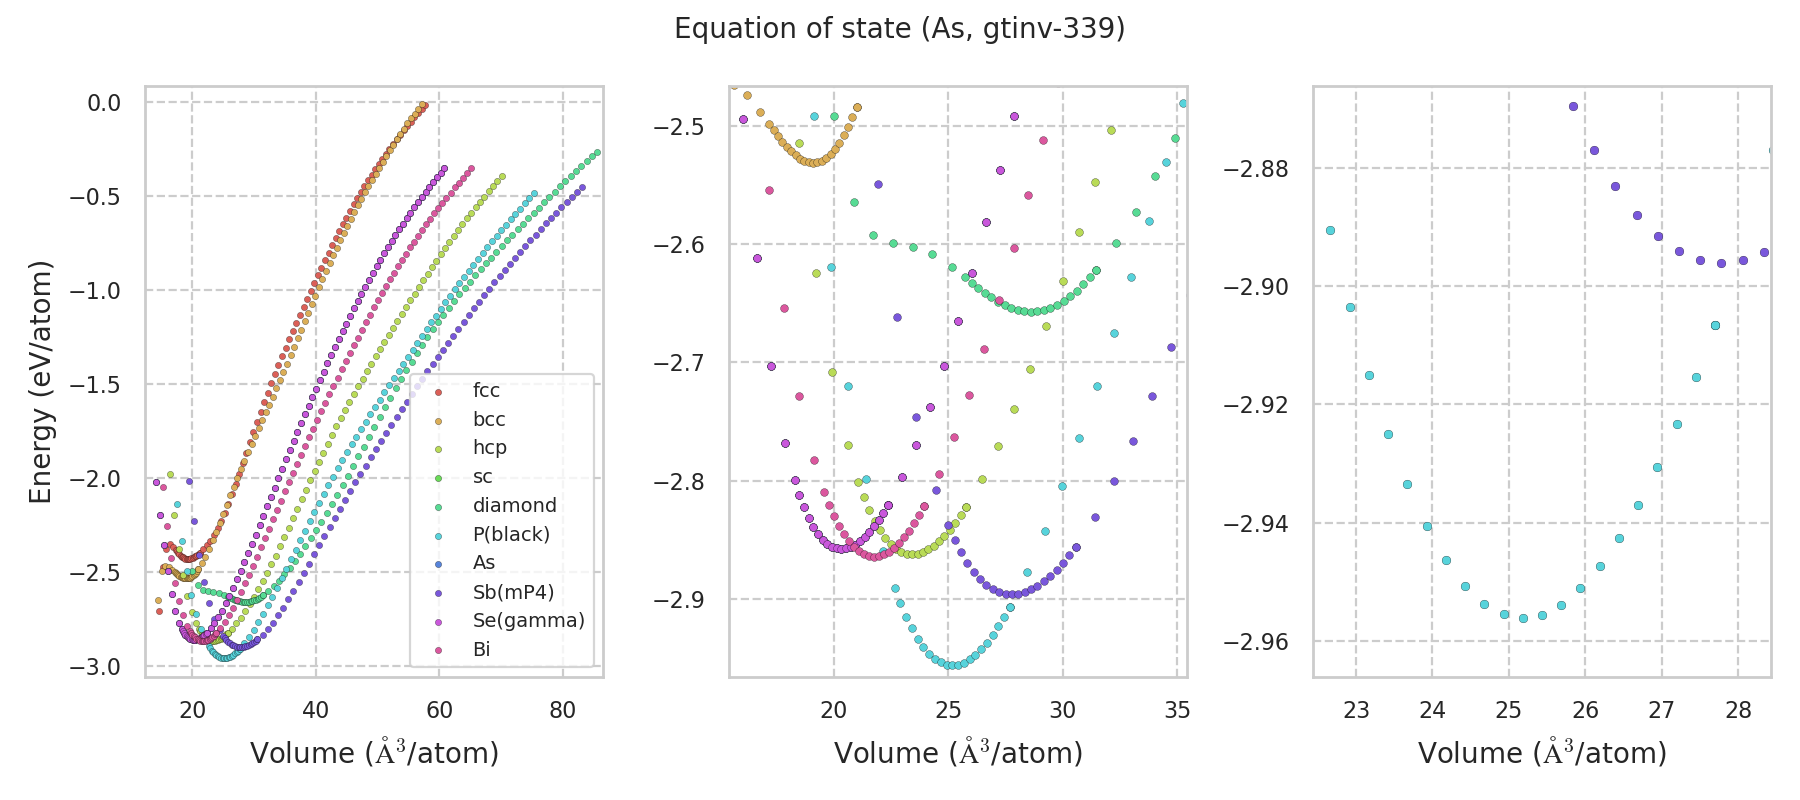 Equation of state (As, gtinv-339)
Energy (eV/atom)
0.0
−0.5
−1.0
−1.5
−2.0
−2.5
−3.0
20 40 60 80
Volume (Å³/atom)
fcc
bcc
hcp
sc
diamond
P(black)
As
Sb(mP4)
Se(gamma)
Bi
−2.5
−2.6
−2.7
−2.8
−2.9
20 25 30 35
Volume (Å³/atom)
−2.88
−2.90
−2.92
−2.94
−2.96
23 24 25 26 27 28
Volume (Å³/atom)